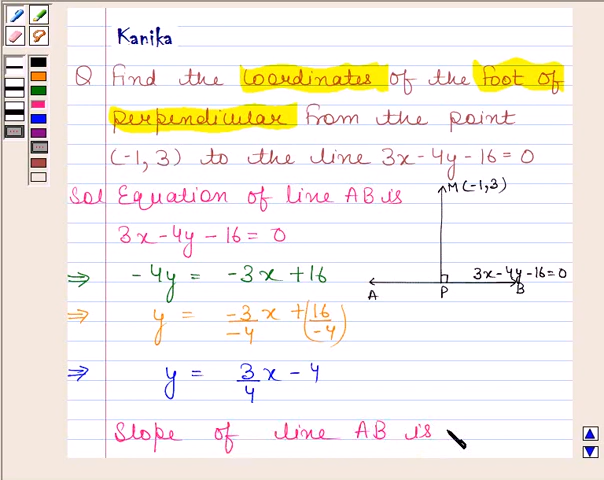 Kanika
Q Find the coordinates of the foot of
perpendicular from the point
(-1, 3) to the line 3x-4y-16=0
Sol Equation of line AB is
3x-4y-16=0
M(-1,3)
⇒ -4y = -3x+16
3x-4y-16=0
A P B
⇒ y = -3/-4 x + (16/-4)
⇒ y = 3/4 x - 4
Slope of line AB is